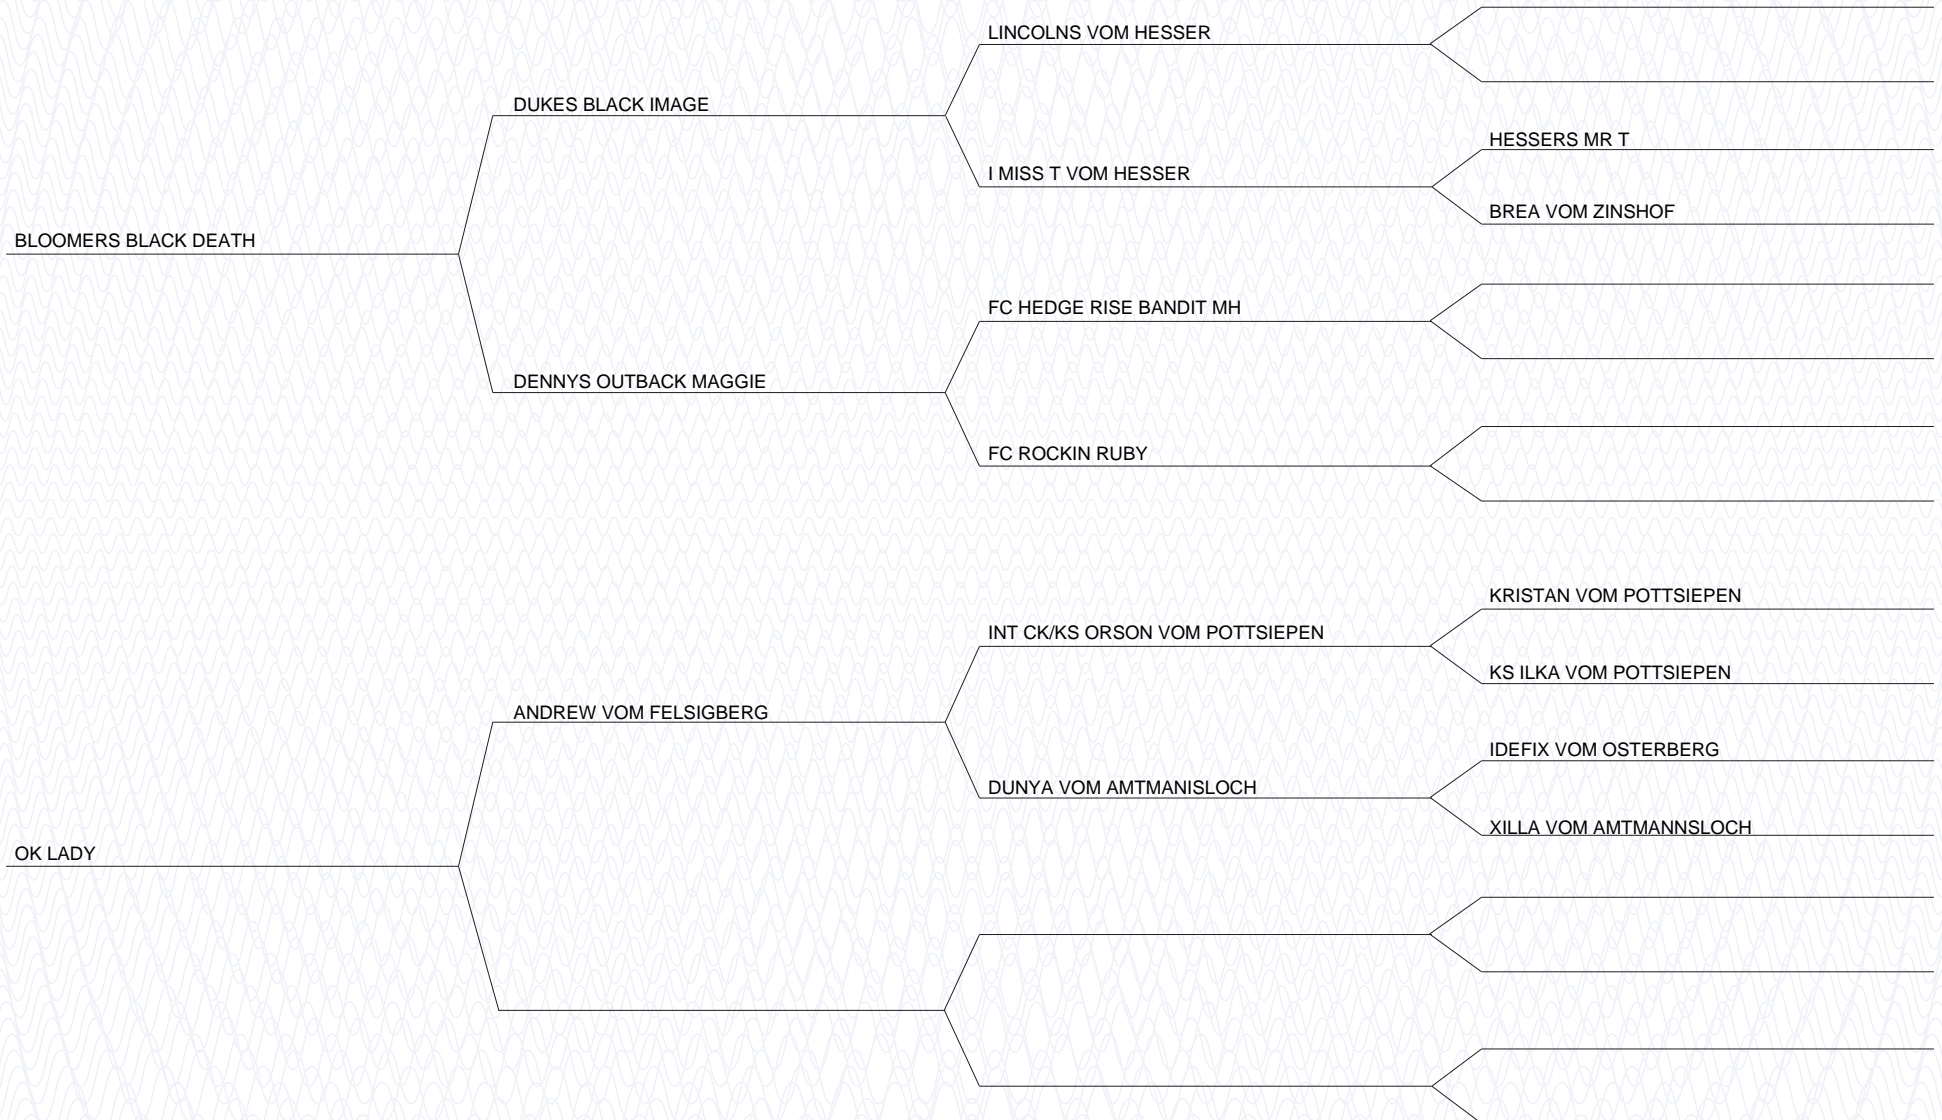 LINCOLNS VOM HESSER
DUKES BLACK IMAGE
HESSERS MR T
I MISS T VOM HESSER
BREA VOM ZINSHOF
BLOOMERS BLACK DEATH
FC HEDGE RISE BANDIT MH
DENNYS OUTBACK MAGGIE
FC ROCKIN RUBY
KRISTAN VOM POTTSIEPEN
INT CK/KS ORSON VOM POTTSIEPEN
KS ILKA VOM POTTSIEPEN
ANDREW VOM FELSIGBERG
IDEFIX VOM OSTERBERG
DUNYA VOM AMTMANISLOCH
XILLA VOM AMTMANNSLOCH
OK LADY